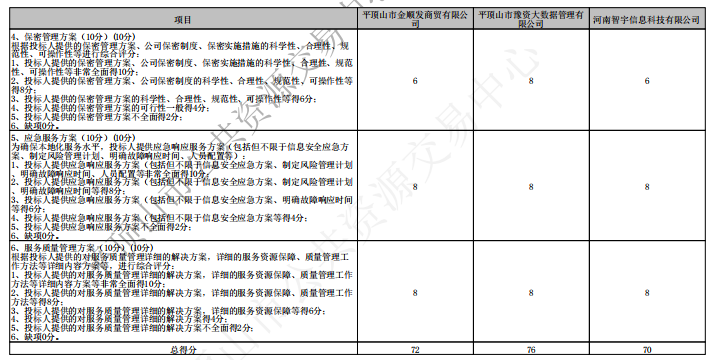 项目
平顶山市金顺发商贸有限公司
平顶山市豫资大数据管理有限公司
河南智宇信息科技有限公司
4、保密管理方案（10分）(10分)
根据投标人提供的保密管理方案、公司保密制度、保密实施措施的科学性、合理性、规
范性、可操作性等进行综合评分：
1、投标人提供的保密管理方案、公司保密制度、保密实施措施的科学性、合理性、规范
性、可操作性等非常全面得10分；
2、投标人提供的保密管理方案、公司保密制度的科学性、合理性、规范性、可操作性等
得8分；
3、投标人提供的保密管理方案的科学性、合理性、规范性、可操作性等得6分；
4、投标人提供的保密管理方案的可行性一般得4分；
5、投标人提供的保密管理方案不全面得2分；
6、缺项0分。
6
8
6
5、应急服务方案（10分）(10分)
为确保本地化服务水平，投标人提供应急响应服务方案（包括但不限于信息安全应急方
案、制定风险管理计划、明确故障响应时间、人员配置等）；
1、投标人提供应急响应服务方案（包括但不限于信息安全应急方案、制定风险管理计划
、明确故障响应时间、人员配置等非常全面得10分；
2、投标人提供应急响应服务方案（包括但不限于信息安全应急方案、制定风险管理计划
、明确故障响应时间等得8分；
3、投标人提供应急响应服务方案（包括但不限于信息安全应急方案、明确故障响应时间
等得6分；
4、投标人提供应急响应服务方案（包括但不限于信息安全应急方案等得4分；
5、投标人提供应急响应服务方案不全面得2分；
6、缺项0分。
8
8
8
6、服务质量管理方案（10分）(10分)
根据投标人提供的对服务质量管理详细的解决方案，详细的服务资源保障、质量管理工
作方法等详细内容方案等，进行综合评分：
1、投标人提供的对服务质量管理详细的解决方案，详细的服务资源保障、质量管理工作
方法等详细内容方案等非常全面得10分；
2、投标人提供的对服务质量管理详细的解决方案，详细的服务资源保障、质量管理工作
方法等得8分；
3、投标人提供的对服务质量管理详细的解决方案，详细的服务资源保障等得6分；
4、投标人提供的对服务质量管理详细的解决方案得4分；
5、投标人提供的对服务质量管理详细的解决方案不全面得2分；
6、缺项0分。
8
8
8
总得分
72
76
70